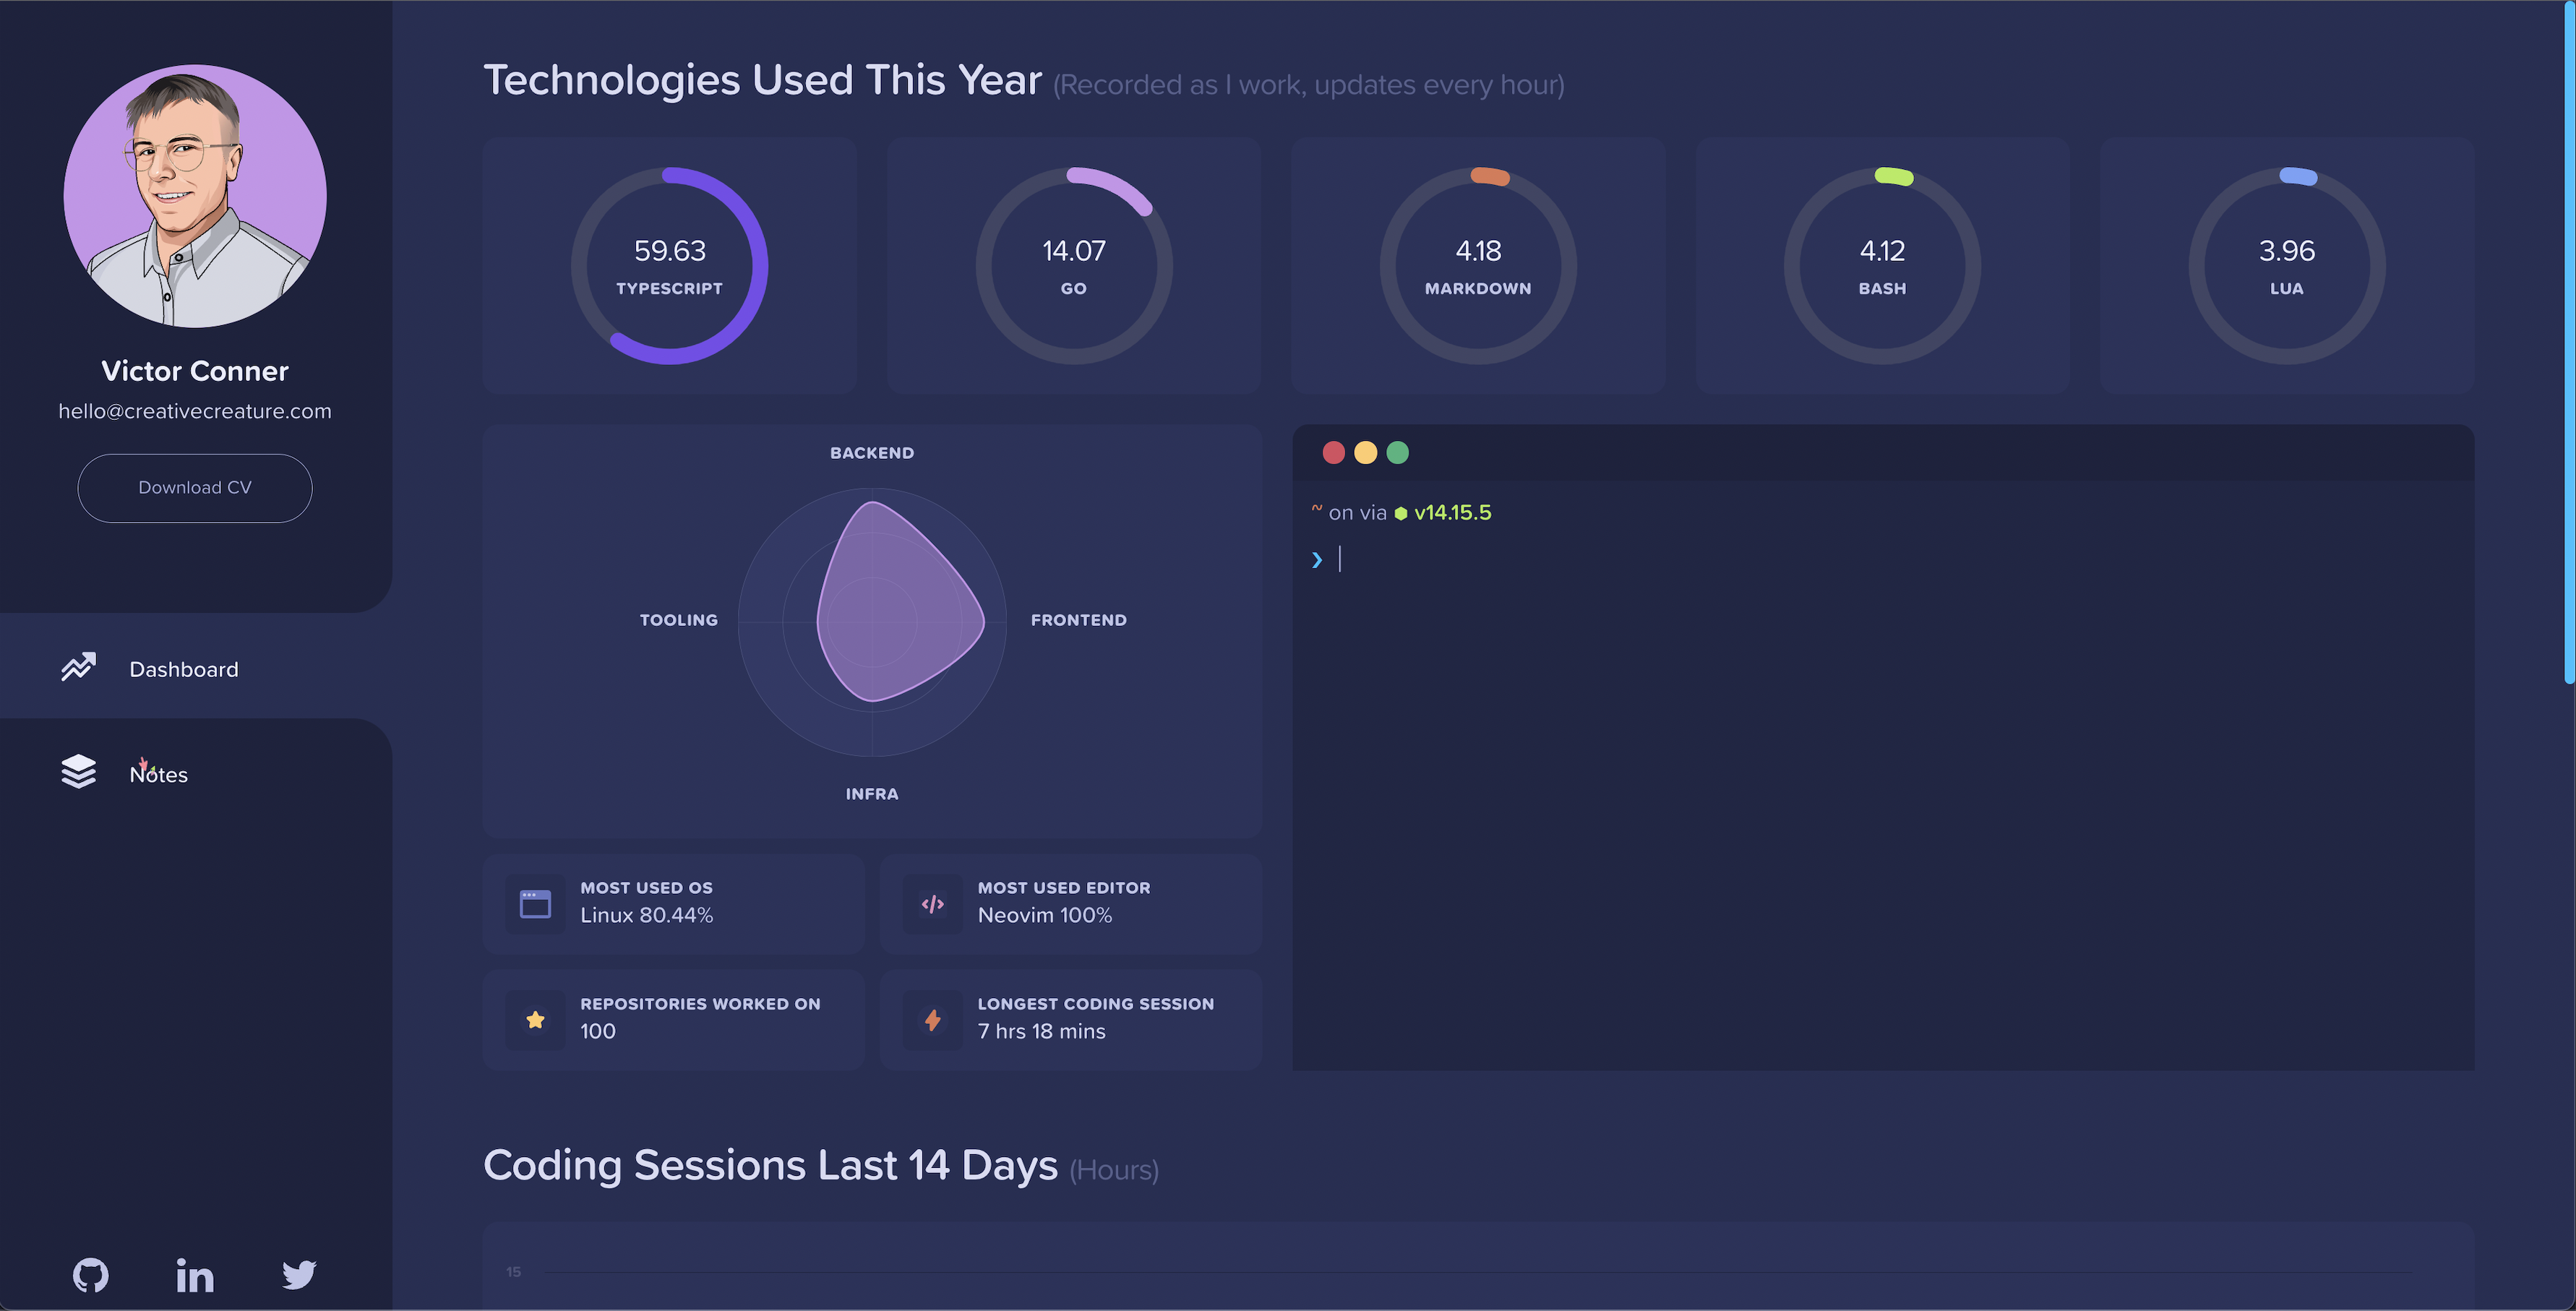 Victor Conner
hello@creativecreature.com
Download CV
Dashboard
Notes
Technologies Used This Year (Recorded as I work, updates every hour)
59.63
TYPESCRIPT
14.07
GO
4.18
MARKDOWN
4.12
BASH
3.96
LUA
BACKEND
TOOLING
FRONTEND
INFRA
~ on via ⬢ v14.15.5
❯
MOST USED OS
Linux 80.44%
MOST USED EDITOR
Neovim 100%
REPOSITORIES WORKED ON
100
LONGEST CODING SESSION
7 hrs 18 mins
Coding Sessions Last 14 Days (Hours)
15